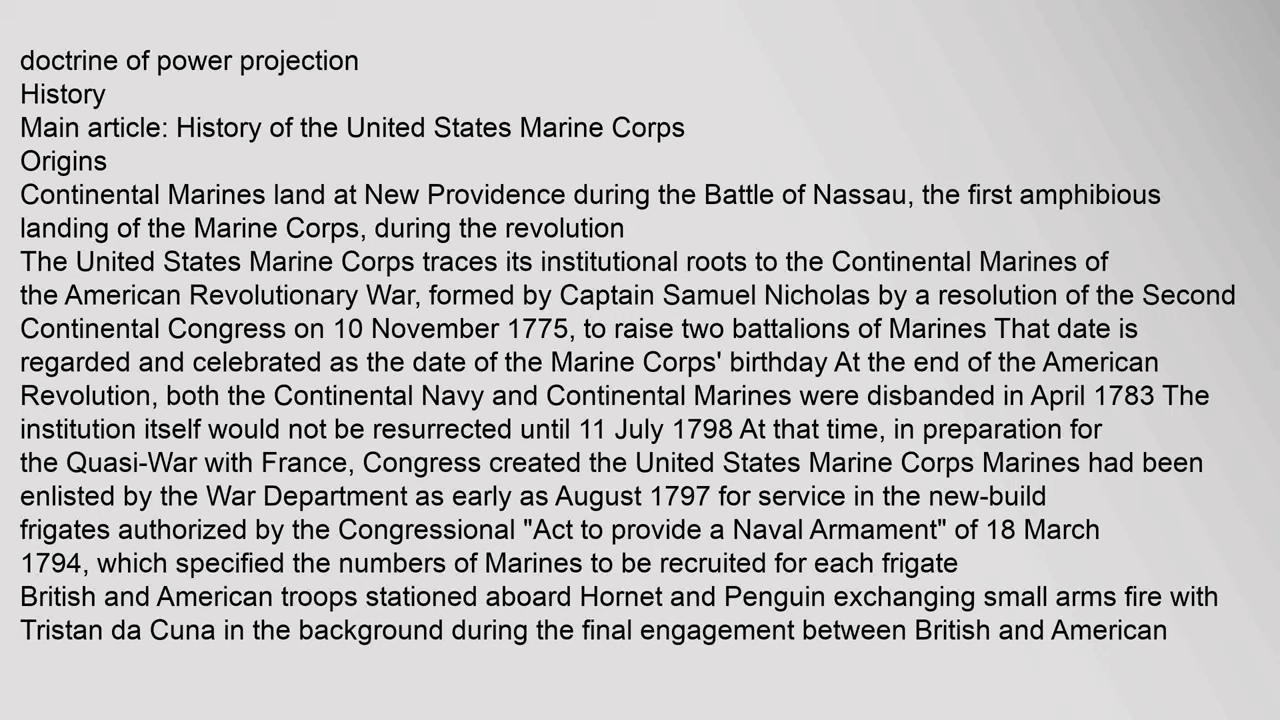 doctrine of power projection
History
Main article: History of the United States Marine Corps
Origins
Continental Marines land at New Providence during the Battle of Nassau, the first amphibious
landing of the Marine Corps, during the revolution
The United States Marine Corps traces its institutional roots to the Continental Marines of
the American Revolutionary War, formed by Captain Samuel Nicholas by a resolution of the Second
Continental Congress on 10 November 1775, to raise two battalions of Marines That date is
regarded and celebrated as the date of the Marine Corps' birthday At the end of the American
Revolution, both the Continental Navy and Continental Marines were disbanded in April 1783 The
institution itself would not be resurrected until 11 July 1798 At that time, in preparation for
the Quasi-War with France, Congress created the United States Marine Corps Marines had been
enlisted by the War Department as early as August 1797 for service in the new-build
frigates authorized by the Congressional "Act to provide a Naval Armament" of 18 March
1794, which specified the numbers of Marines to be recruited for each frigate
British and American troops stationed aboard Hornet and Penguin exchanging small arms fire with
Tristan da Cuna in the background during the final engagement between British and American